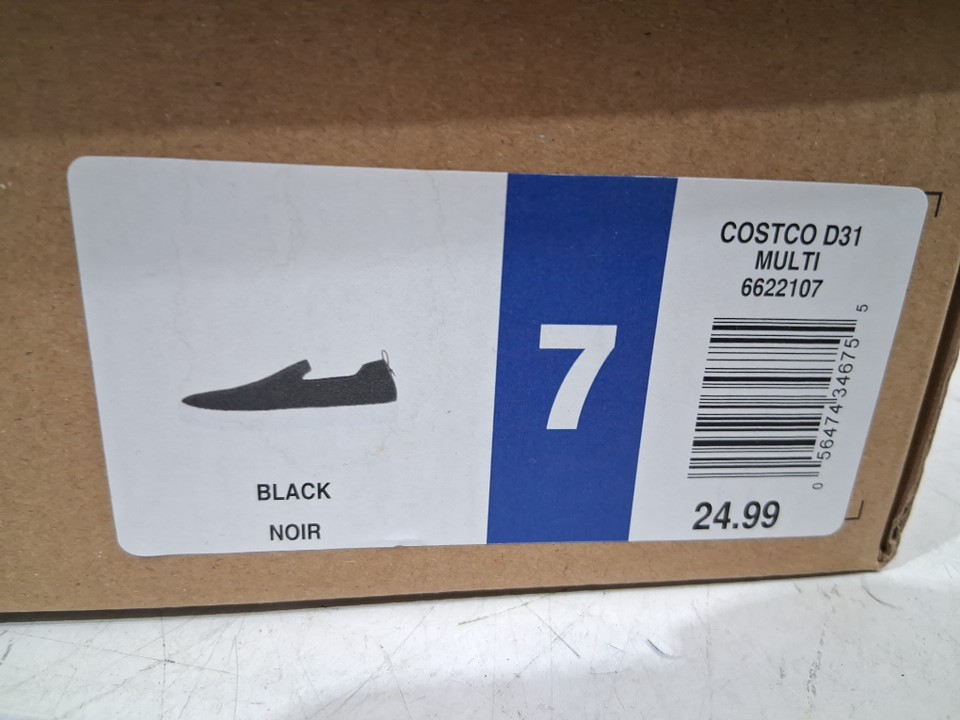 BLACK
NOIR
7
COSTCO D31
MULTI
6622107
0 56474 34675 5
24.99